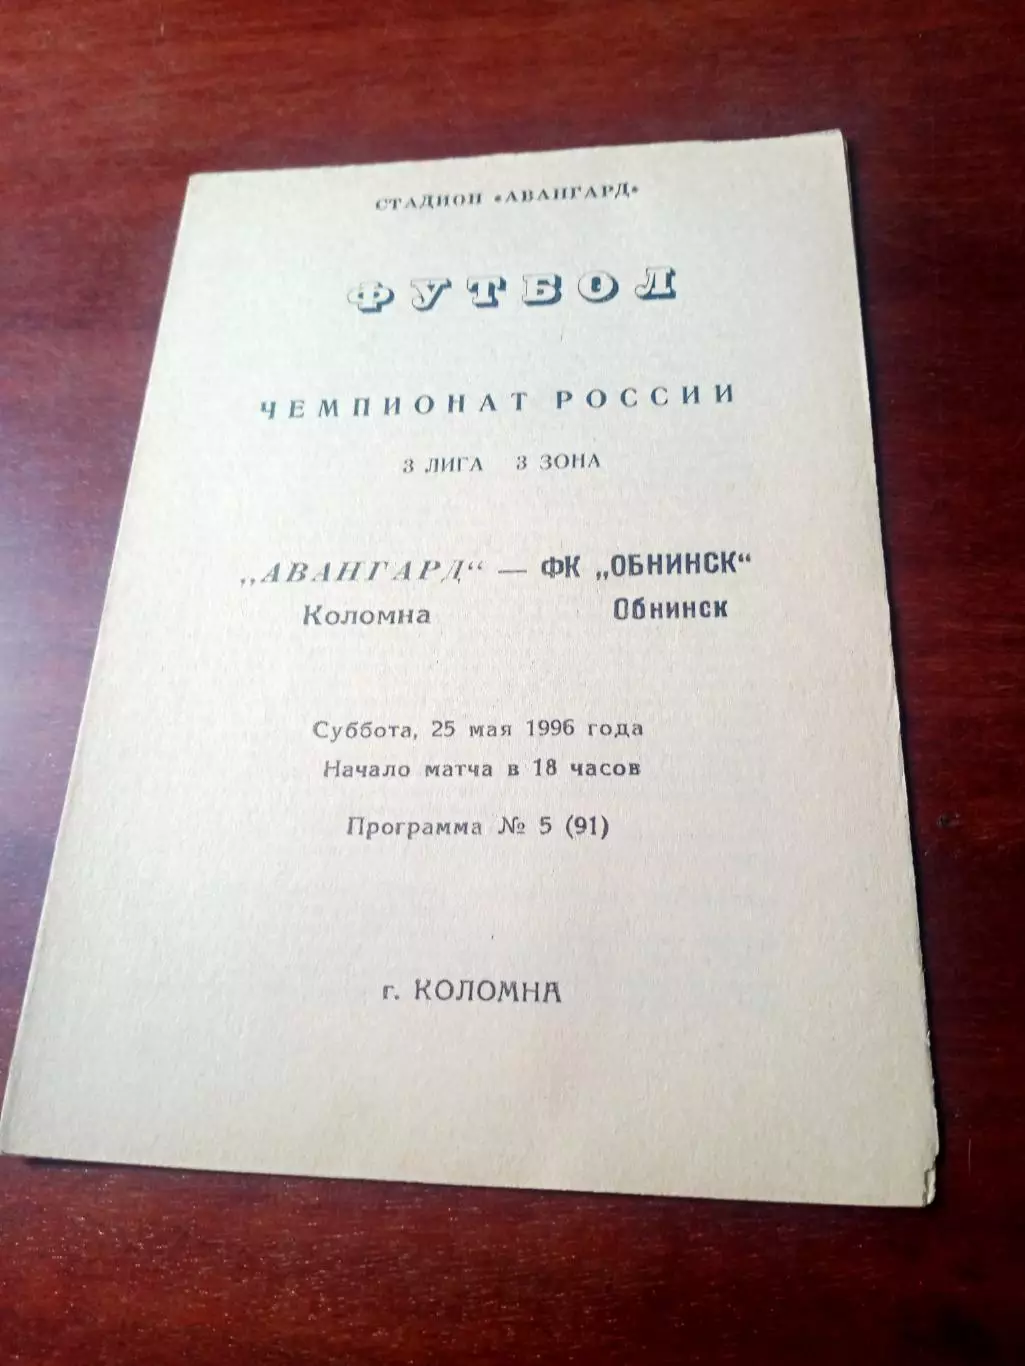 СТАДИОН «АВАНГАРД»
ФУТБОЛ
ЧЕМПИОНАТ РОССИИ
3 ЛИГА 3 ЗОНА
„АВАНГАРД“ — ФК „ОБНИНСК“
Коломна Обнинск
Суббота, 25 мая 1996 года
Начало матча в 18 часов
Программа № 5 (91)
г. КОЛОМНА